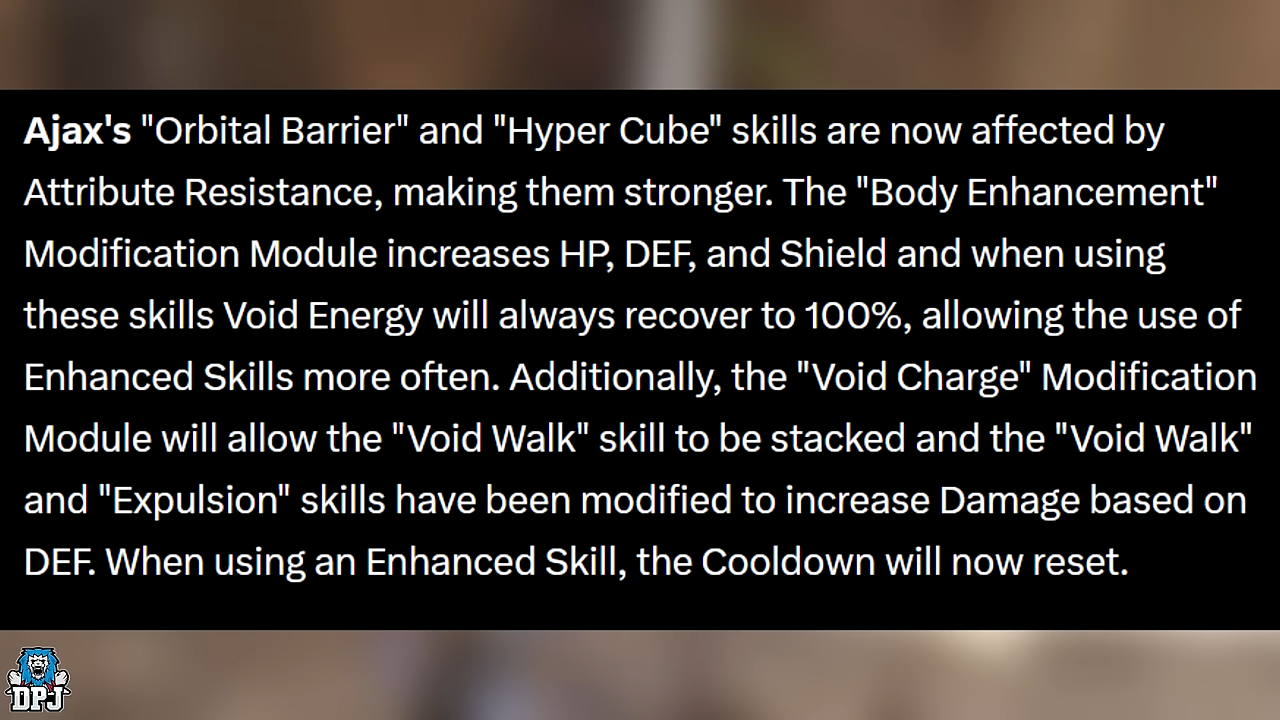 Ajax's "Orbital Barrier" and "Hyper Cube" skills are now affected by
Attribute Resistance, making them stronger. The "Body Enhancement"
Modification Module increases HP, DEF, and Shield and when using
these skills Void Energy will always recover to 100%, allowing the use of
Enhanced Skills more often. Additionally, the "Void Charge" Modification
Module will allow the "Void Walk" skill to be stacked and the "Void Walk"
and "Expulsion" skills have been modified to increase Damage based on
DEF. When using an Enhanced Skill, the Cooldown will now reset.
DPJ